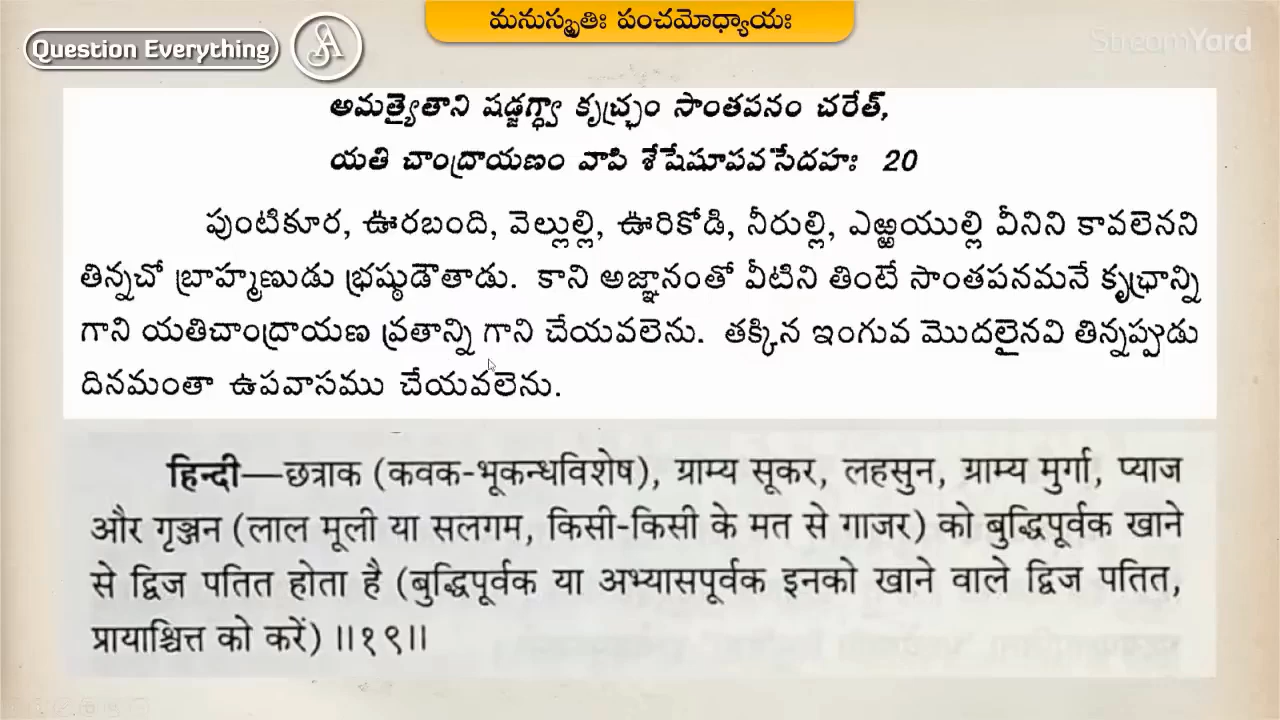 మనుస్మృతిః పంచమోధ్యాయః
Question Everything
StreamYard
అమత్యైతాని షడ్జగ్ధ్వా కృచ్ఛ్రం సాంతపనం చరేత్,
యతి చాంద్రాయణం వాపి శేషేషూపవసేదహః 20
పుంటికూర, ఊరబంది, వెల్లుల్లి, ఊరికోడి, నీరుల్లి, ఎఱ్ఱయుల్లి వీనిని కావలెనని
తిన్నచో బ్రాహ్మణుడు భ్రష్ఠుడౌతాడు. కాని అజ్ఞానంతో వీటిని తింటే సాంతపనమనే కృఛ్రాన్ని
గాని యతిచాంద్రాయణ వ్రతాన్ని గాని చేయవలెను. తక్కిన ఇంగువ మొదలైనవి తిన్నప్పుడు
దినమంతా ఉపవాసము చేయవలెను.
हिन्दी—छत्राक (कवक-भूकन्धविशेष), ग्राम्य सूकर, लहसुन, ग्राम्य मुर्गा, प्याज
और गृञ्जन (लाल मूली या सलगम, किसी-किसी के मत से गाजर) को बुद्धिपूर्वक खाने
से द्विज पतित होता है (बुद्धिपूर्वक या अभ्यासपूर्वक इनको खाने वाले द्विज पतित,
प्रायाश्चित्त को करें) ।।१९।।